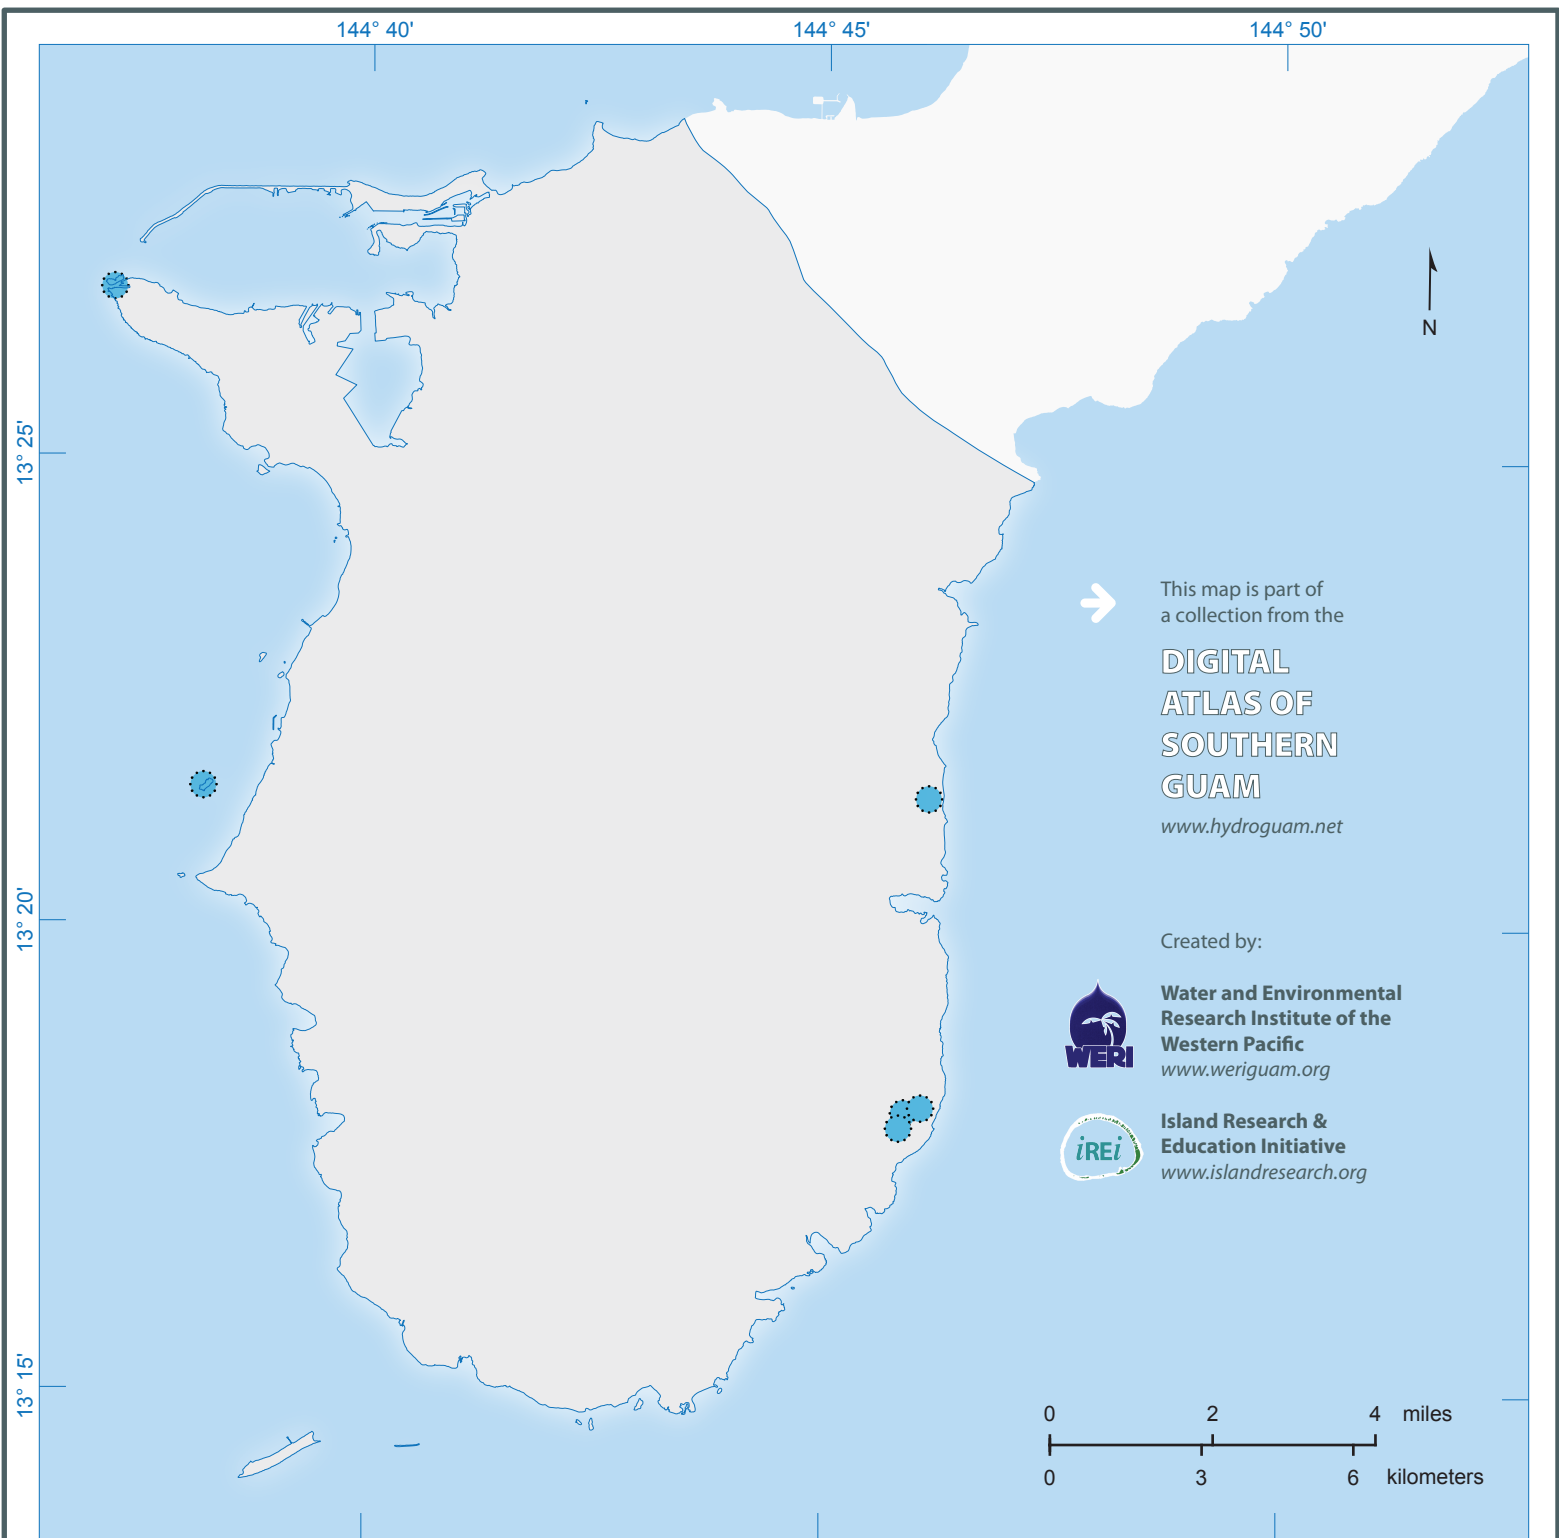 144° 40'
144° 45'
144° 50'
13° 25'
N
This map is part of
a collection from the
DIGITAL
ATLAS OF
SOUTHERN
GUAM
www.hydroguam.net
13° 20'
Created by:
WERI
Water and Environmental
Research Institute of the
Western Pacific
www.weriguam.org
iREi
Island Research &
Education Initiative
www.islandresearch.org
13° 15'
0 2 4 miles
0 3 6 kilometers